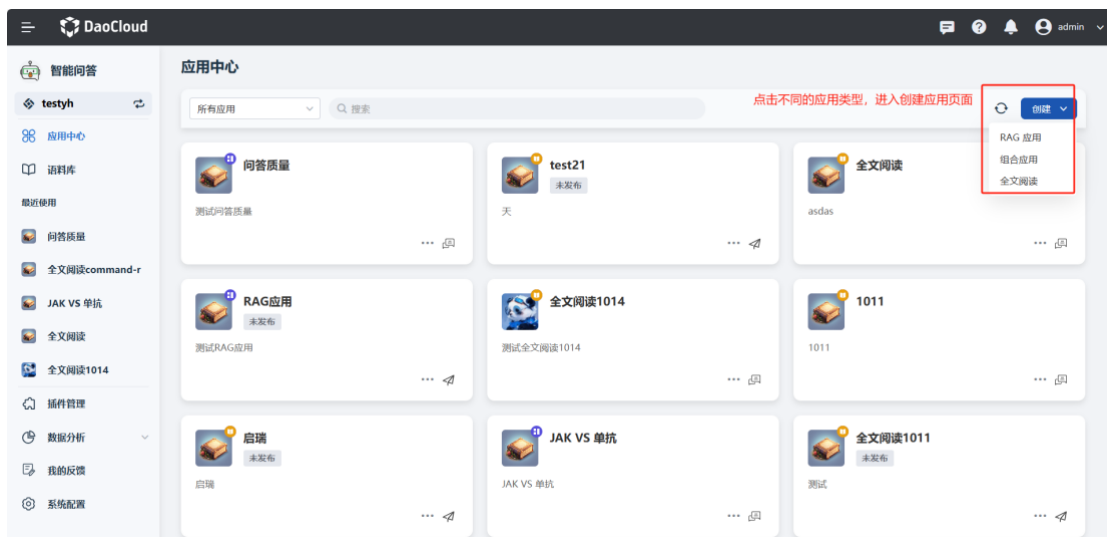 DaoCloud
admin
智能问答
testyh
应用中心
语料库
最近使用
问答质量
全文阅读command-r
JAK VS 单抗
全文阅读
全文阅读1014
插件管理
数据分析
我的反馈
系统配置
应用中心
所有应用
搜索
点击不同的应用类型，进入创建应用页面
创建
RAG 应用
组合应用
全文阅读
问答质量
测试问答质量
test21
未发布
天
全文阅读
asdas
RAG应用
未发布
测试RAG应用
全文阅读1014
测试全文阅读1014
1011
1011
启瑞
未发布
启瑞
JAK VS 单抗
JAK VS 单抗
全文阅读1011
未发布
测试